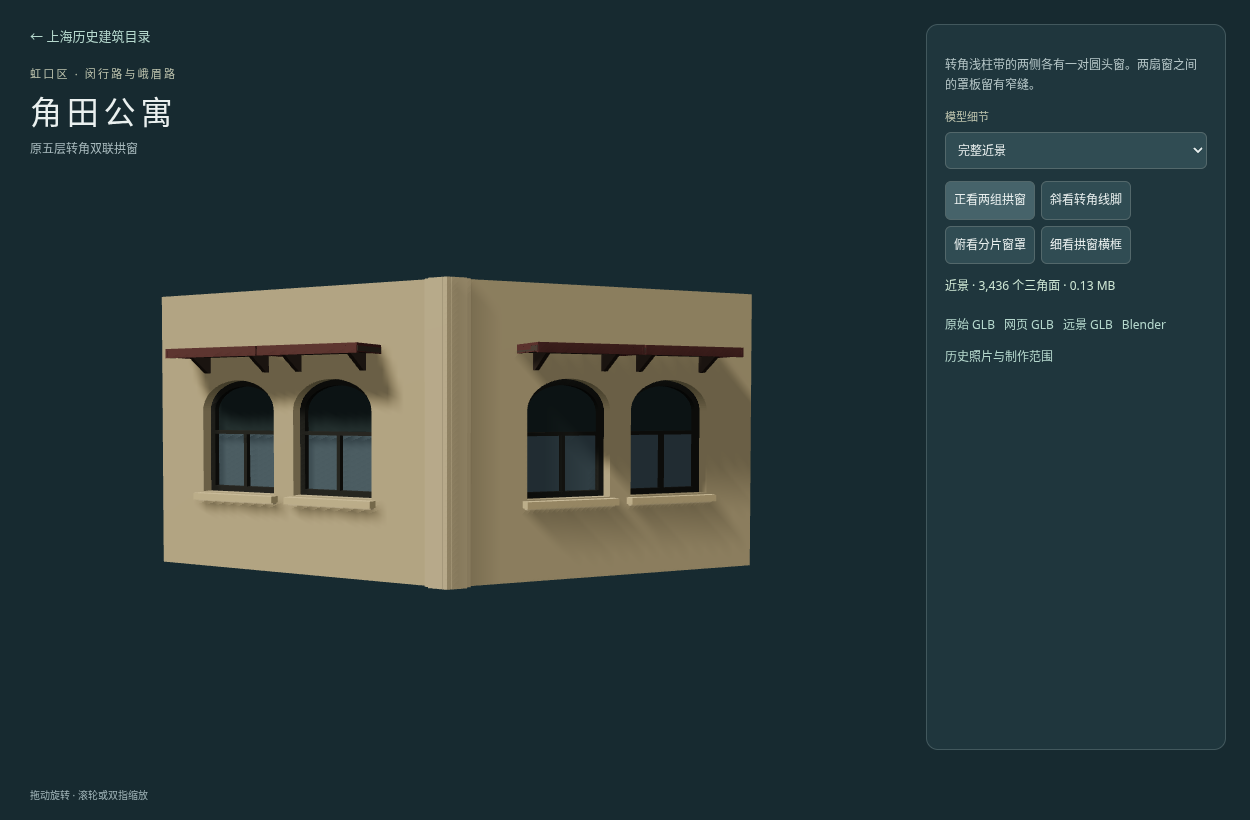 ← 上海历史建筑目录
虹口区 · 闵行路与峨眉路
角田公寓
原五层转角双联拱窗
转角浅柱带的两侧各有一对圆头窗。两扇窗之间
的罩板留有窄缝。
模型细节
完整近景
正看两组拱窗 斜看转角线脚
俯看分片窗罩 细看拱窗横框
近景 · 3,436 个三角面 · 0.13 MB
原始 GLB 网页 GLB 远景 GLB Blender
历史照片与制作范围
拖动旋转 · 滚轮或双指缩放